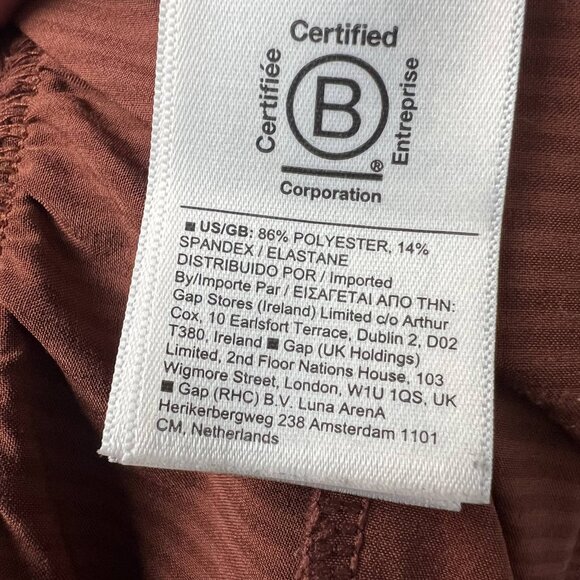 Certified
Certifiée
Entreprise
B
®
Corporation
■ US/GB: 86% POLYESTER, 14%
SPANDEX / ELASTANE
DISTRIBUIDO POR / Imported
By/Importe Par / ΕΙΣΑΓΕΤΑΙ ΑΠΟ ΤΗΝ:
Gap Stores (Ireland) Limited c/o Arthur
Cox, 10 Earlsfort Terrace, Dublin 2, D02
T380, Ireland ■ Gap (UK Holdings)
Limited, 2nd Floor Nations House, 103
Wigmore Street, London, W1U 1QS, UK
■ Gap (RHC) B.V. Luna ArenA
Herikerbergweg 238 Amsterdam 1101
CM, Netherlands